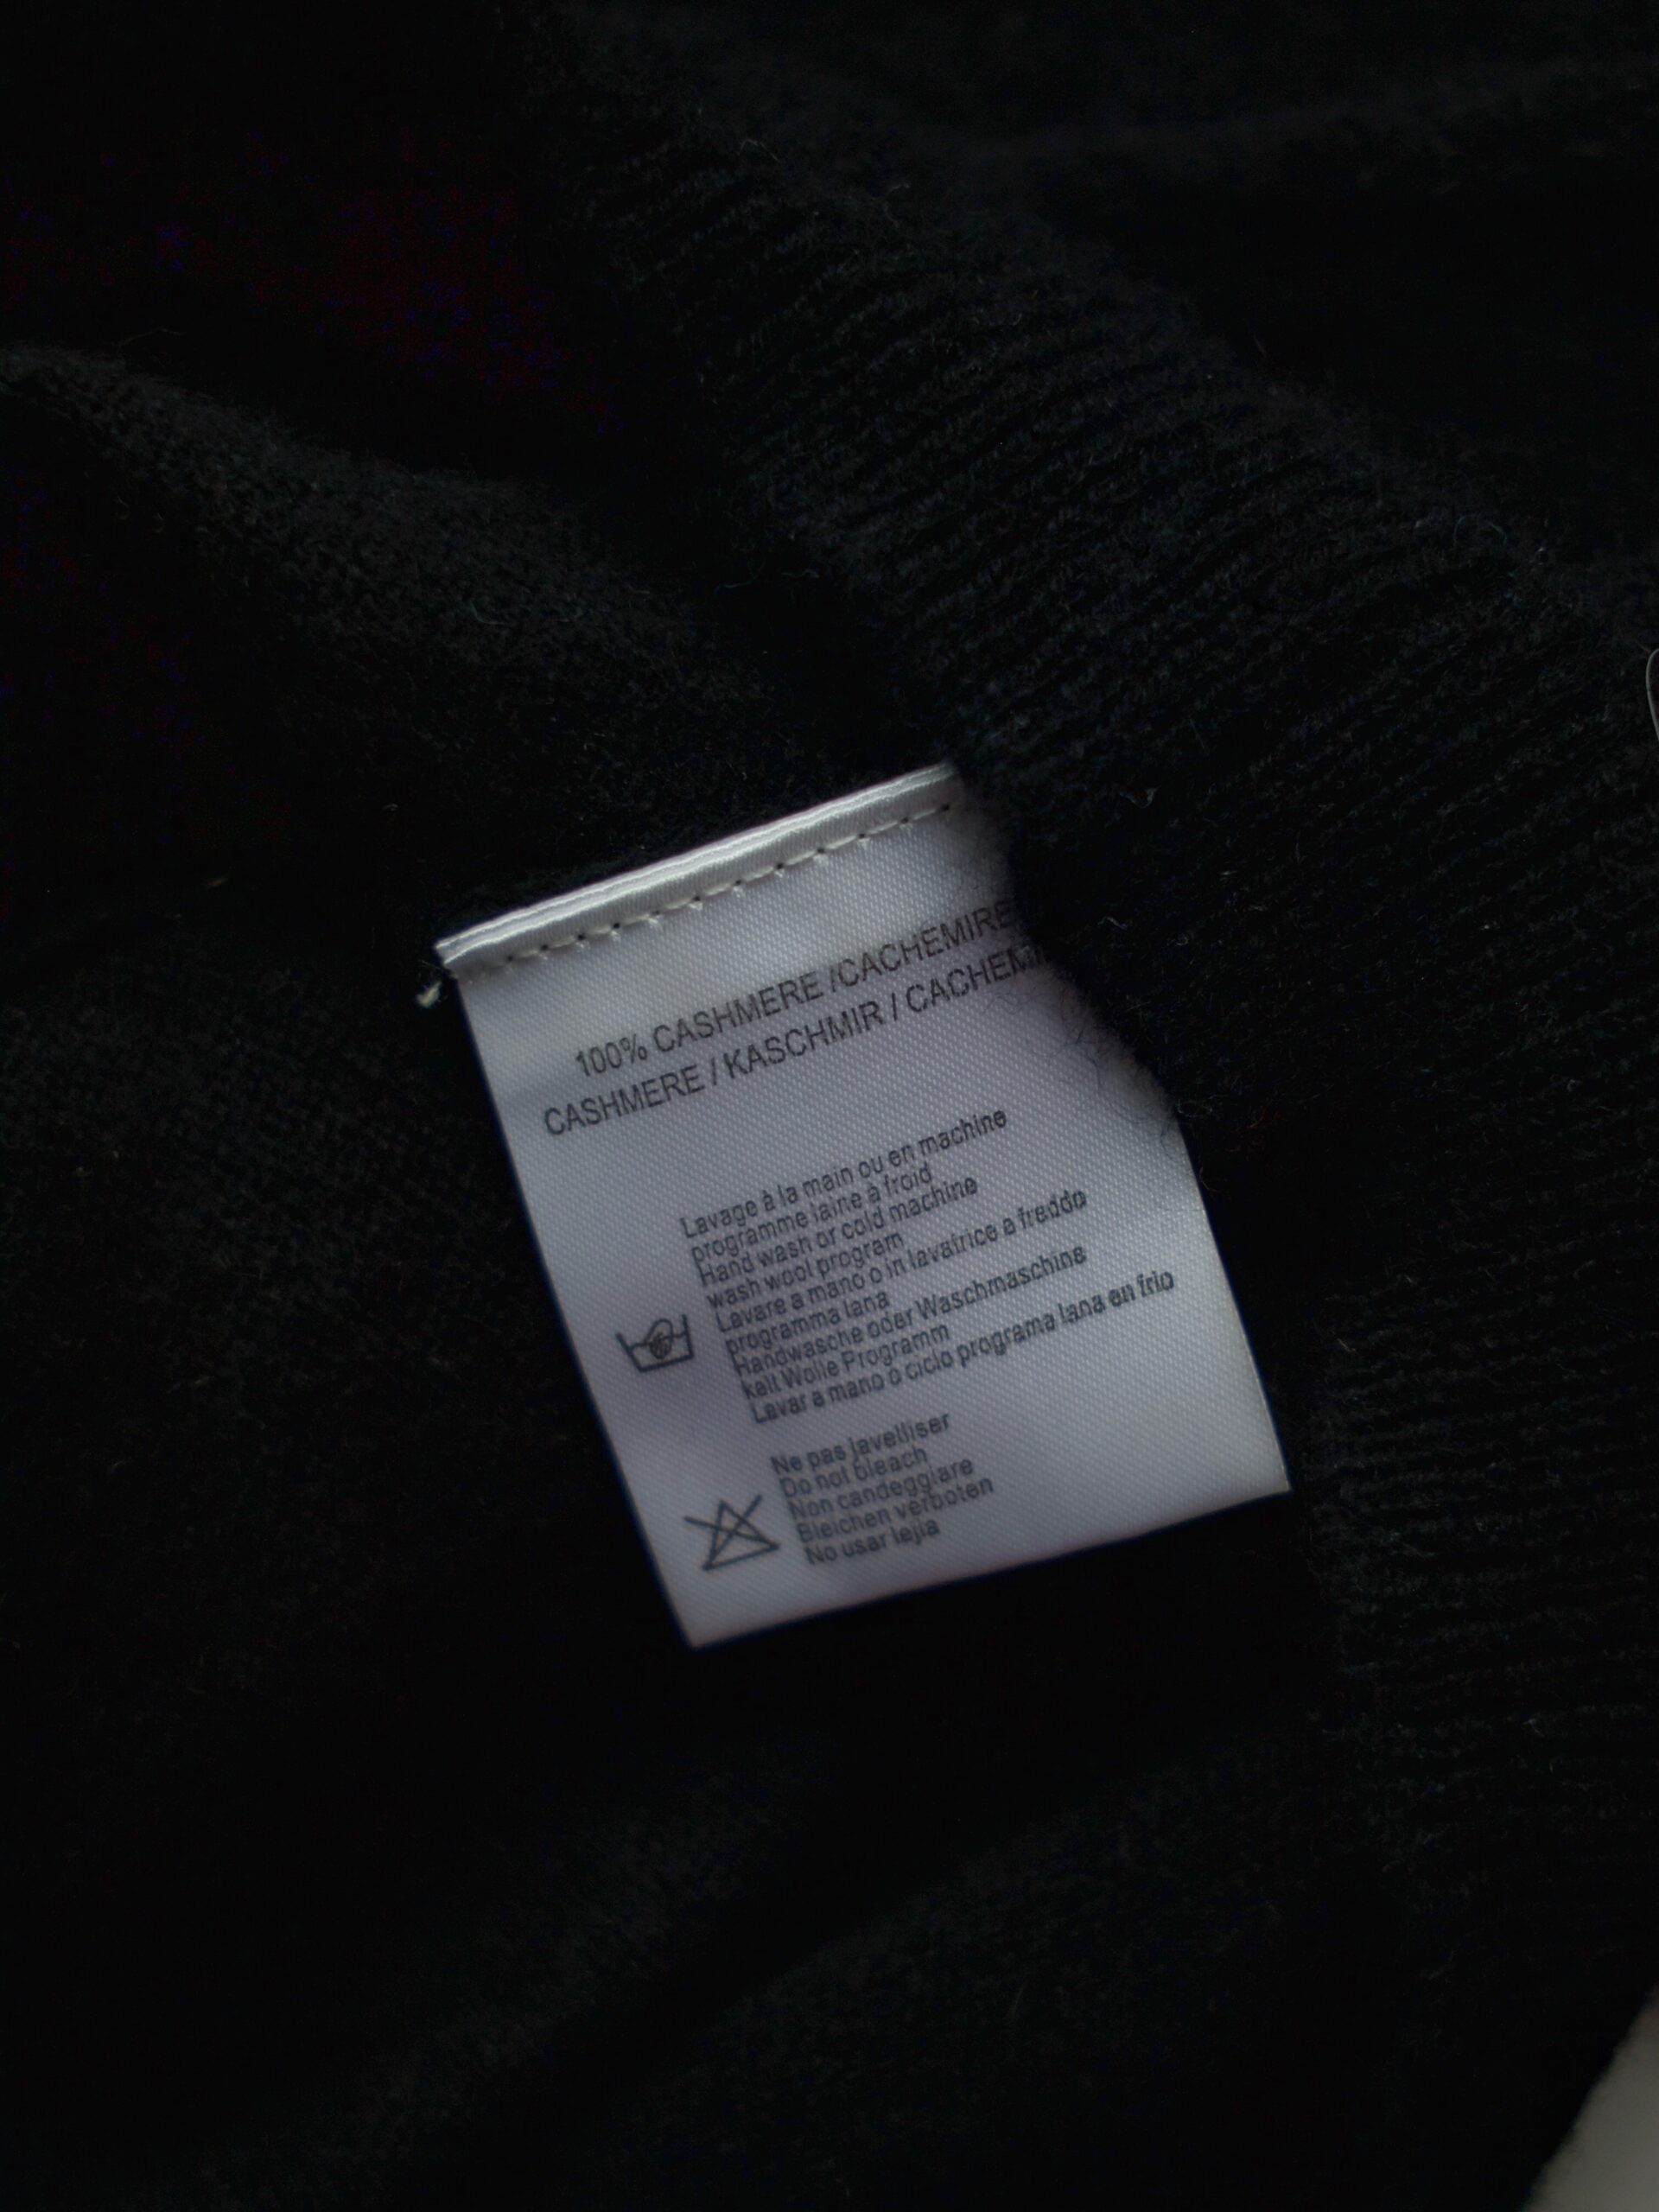 100% CASHMERE /CACHEMIRE
CASHMERE / KASCHMIR /
Lavage à la main ou en machine
programme laine à froid
Hand wash or cold machine
wash wool program
Lavare a mano o in lavatrice a freddo
programma lana
Handwasche oder Waschmaschine
kalt Wolle Programm
Lavar a mano o ciclo programa lana en frio
Ne pas javelliser
Do not bleach
Non candeggiare
Bleichen verboten
No usar lejia